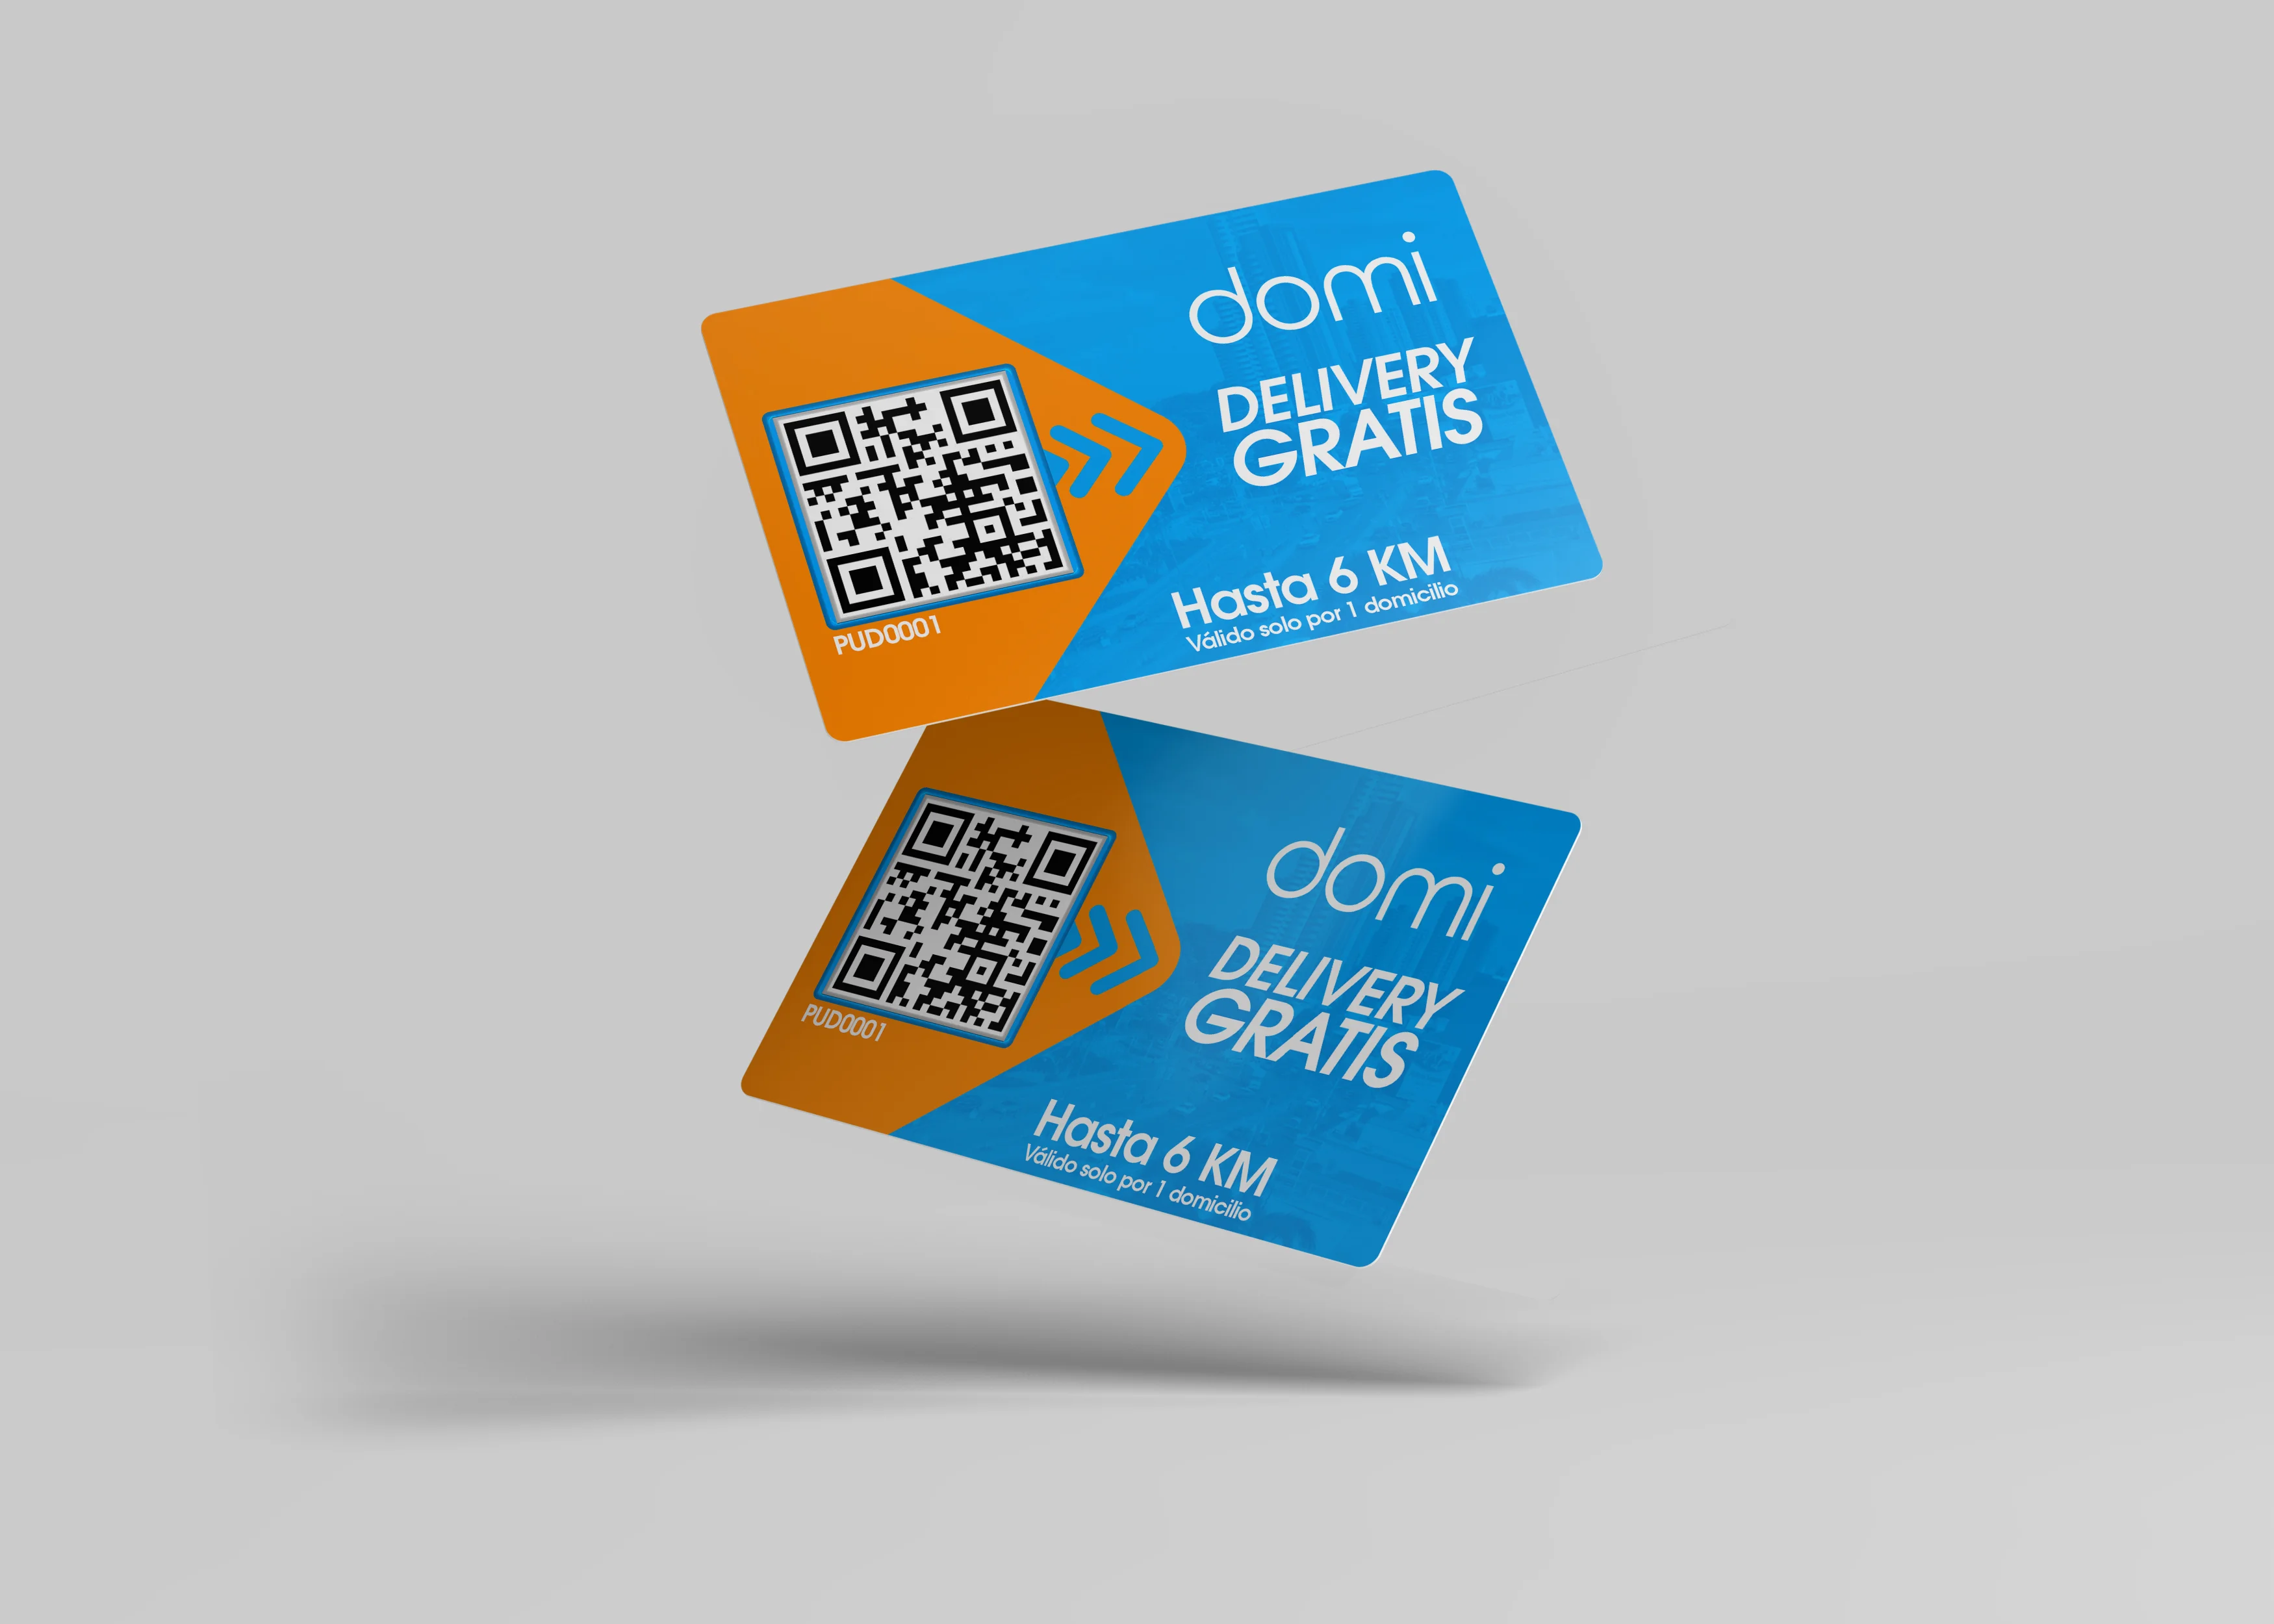 domi
DELIVERY
GRATIS
Hasta 6 KM
Válido solo por 1 domicilio
PUD0001
domi
DELIVERY
GRATIS
Hasta 6 KM
Válido solo por 1 domicilio
PUD0001